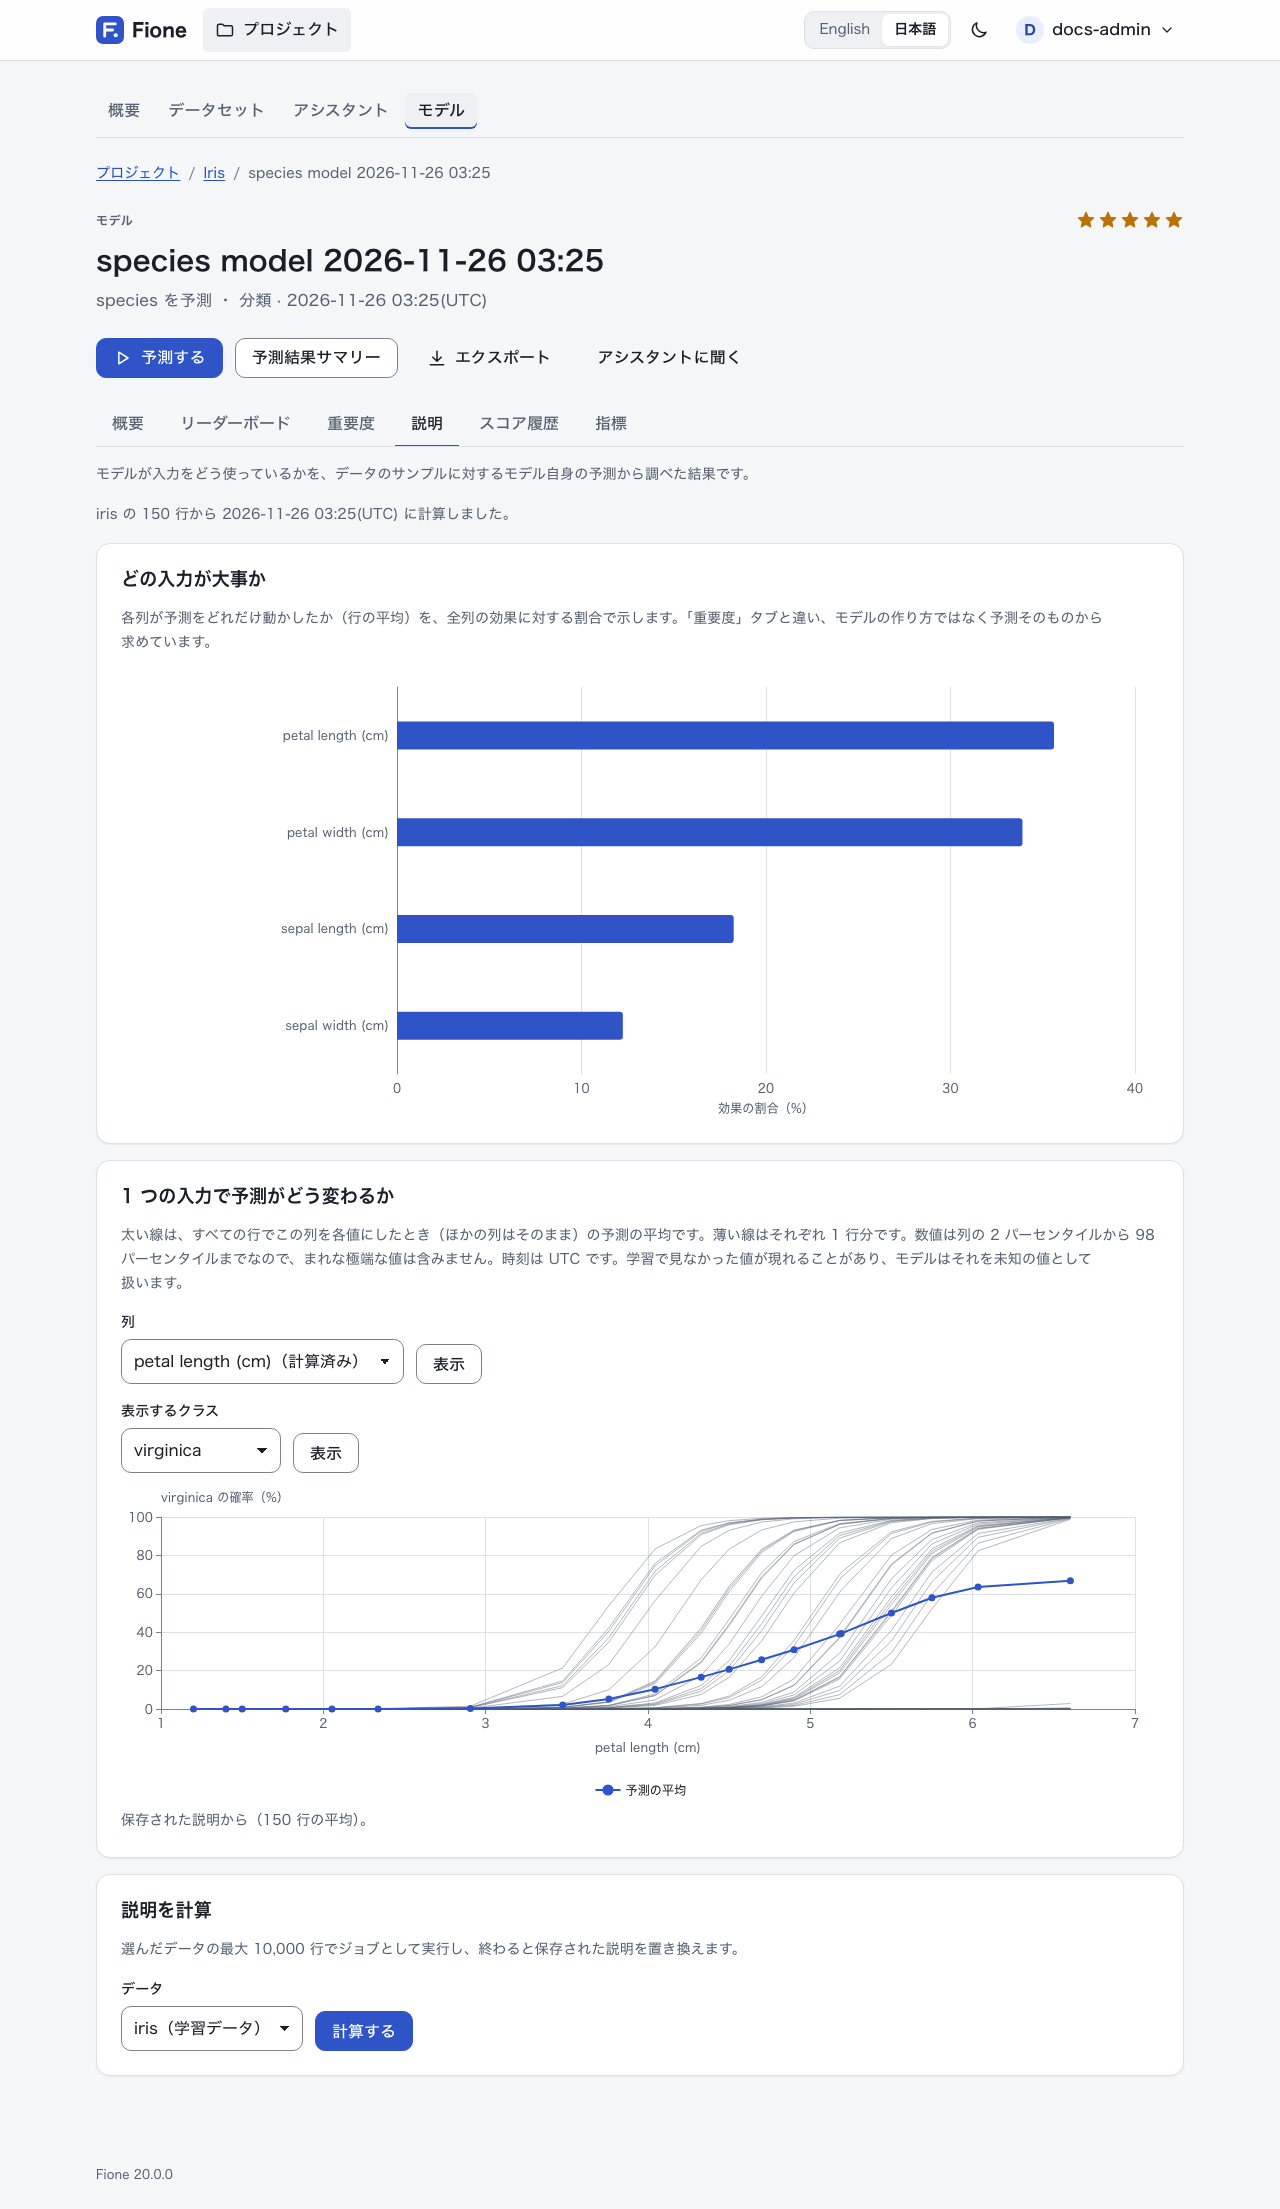 Fione
プロジェクト
English
日本語
D
docs-admin
概要
データセット
アシスタント
モデル
プロジェクト / Iris / species model 2026-11-26 03:25
モデル
species model 2026-11-26 03:25
species を予測 ・ 分類 · 2026-11-26 03:25(UTC)
予測する
予測結果サマリー
エクスポート
アシスタントに聞く
概要
リーダーボード
重要度
説明
スコア履歴
指標
モデルが入力をどう使っているかを、データのサンプルに対するモデル自身の予測から調べた結果です。
iris の 150 行から 2026-11-26 03:25(UTC) に計算しました。
どの入力が大事か
各列が予測をどれだけ動かしたか（行の平均）を、全列の効果に対する割合で示します。「重要度」タブと違い、モデルの作り方ではなく予測そのものから
求めています。
petal length (cm)
petal width (cm)
sepal length (cm)
sepal width (cm)
0 10 20 30 40
効果の割合（%）
1 つの入力で予測がどう変わるか
太い線は、すべての行でこの列を各値にしたとき（ほかの列はそのまま）の予測の平均です。薄い線はそれぞれ 1 行分です。数値は列の 2 パーセンタイルから 98
パーセンタイルまでなので、まれな極端な値は含みません。時刻は UTC です。学習で見なかった値が現れることがあり、モデルはそれを未知の値として
扱います。
列
petal length (cm)（計算済み）
表示
表示するクラス
virginica
表示
virginica の確率（%）
100
80
60
40
20
0
1 2 3 4 5 6 7
petal length (cm)
予測の平均
保存された説明から（150 行の平均）。
説明を計算
選んだデータの最大 10,000 行でジョブとして実行し、終わると保存された説明を置き換えます。
データ
iris（学習データ）
計算する
Fione 20.0.0